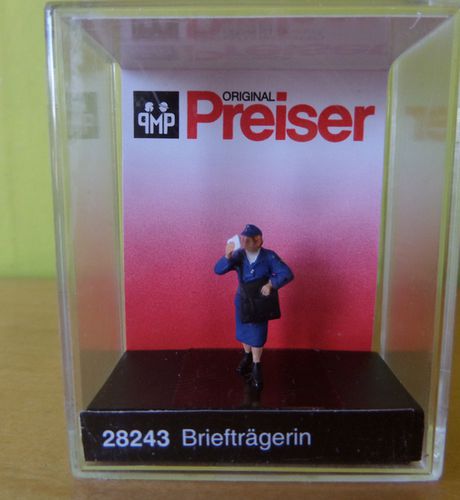 ORIGINAL
PMP Preiser
28243 Briefträgerin